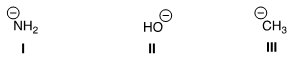 ⊖NH₂ HO⊖ ⊖CH₃
I II III